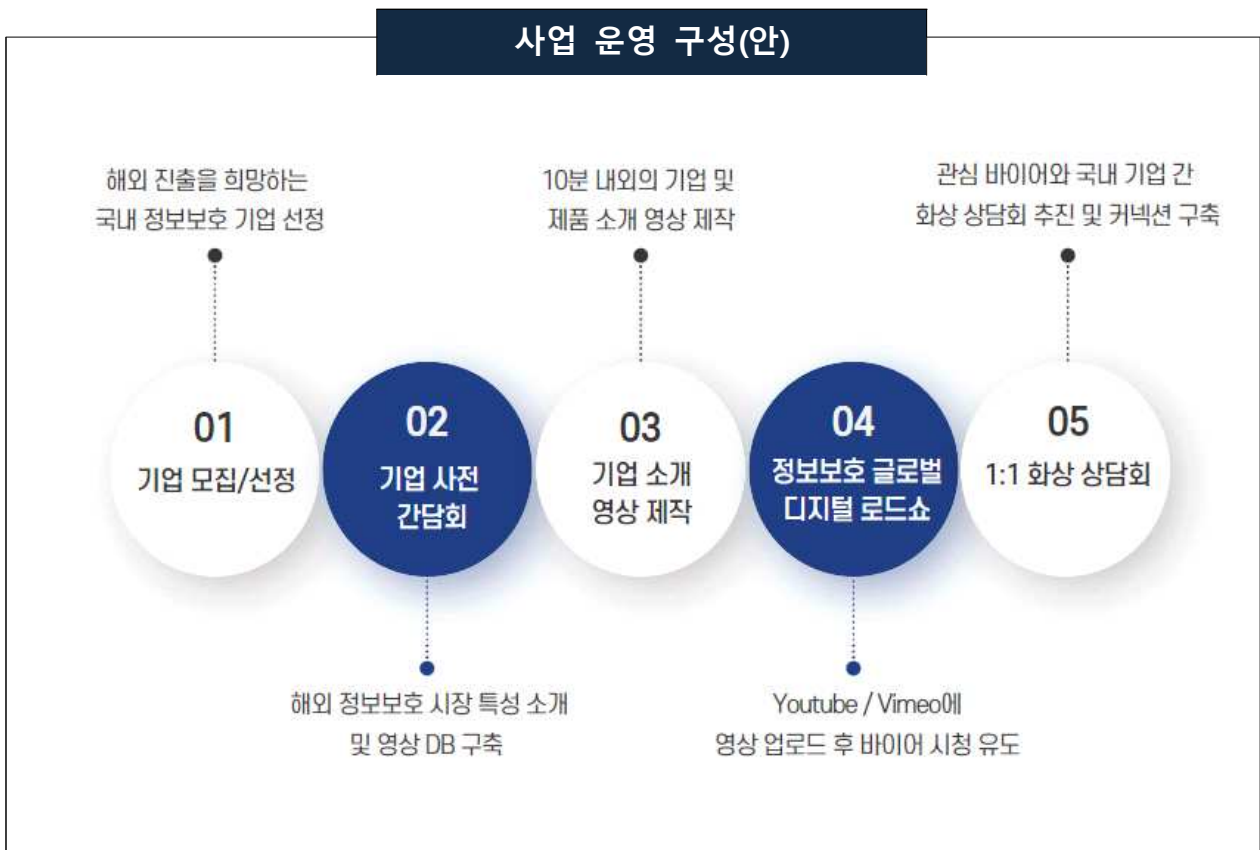 사업 운영 구성(안)
해외 진출을 희망하는
국내 정보보호 기업 선정
10분 내외의 기업 및
제품 소개 영상 제작
관심 바이어와 국내 기업 간
화상 상담회 추진 및 커넥션 구축
01
기업 모집/선정
02
기업 사전
간담회
03
기업 소개
영상 제작
04
정보보호 글로벌
디지털 로드쇼
05
1:1 화상 상담회
해외 정보보호 시장 특성 소개
및 영상 DB 구축
Youtube / Vimeo에
영상 업로드 후 바이어 시청 유도